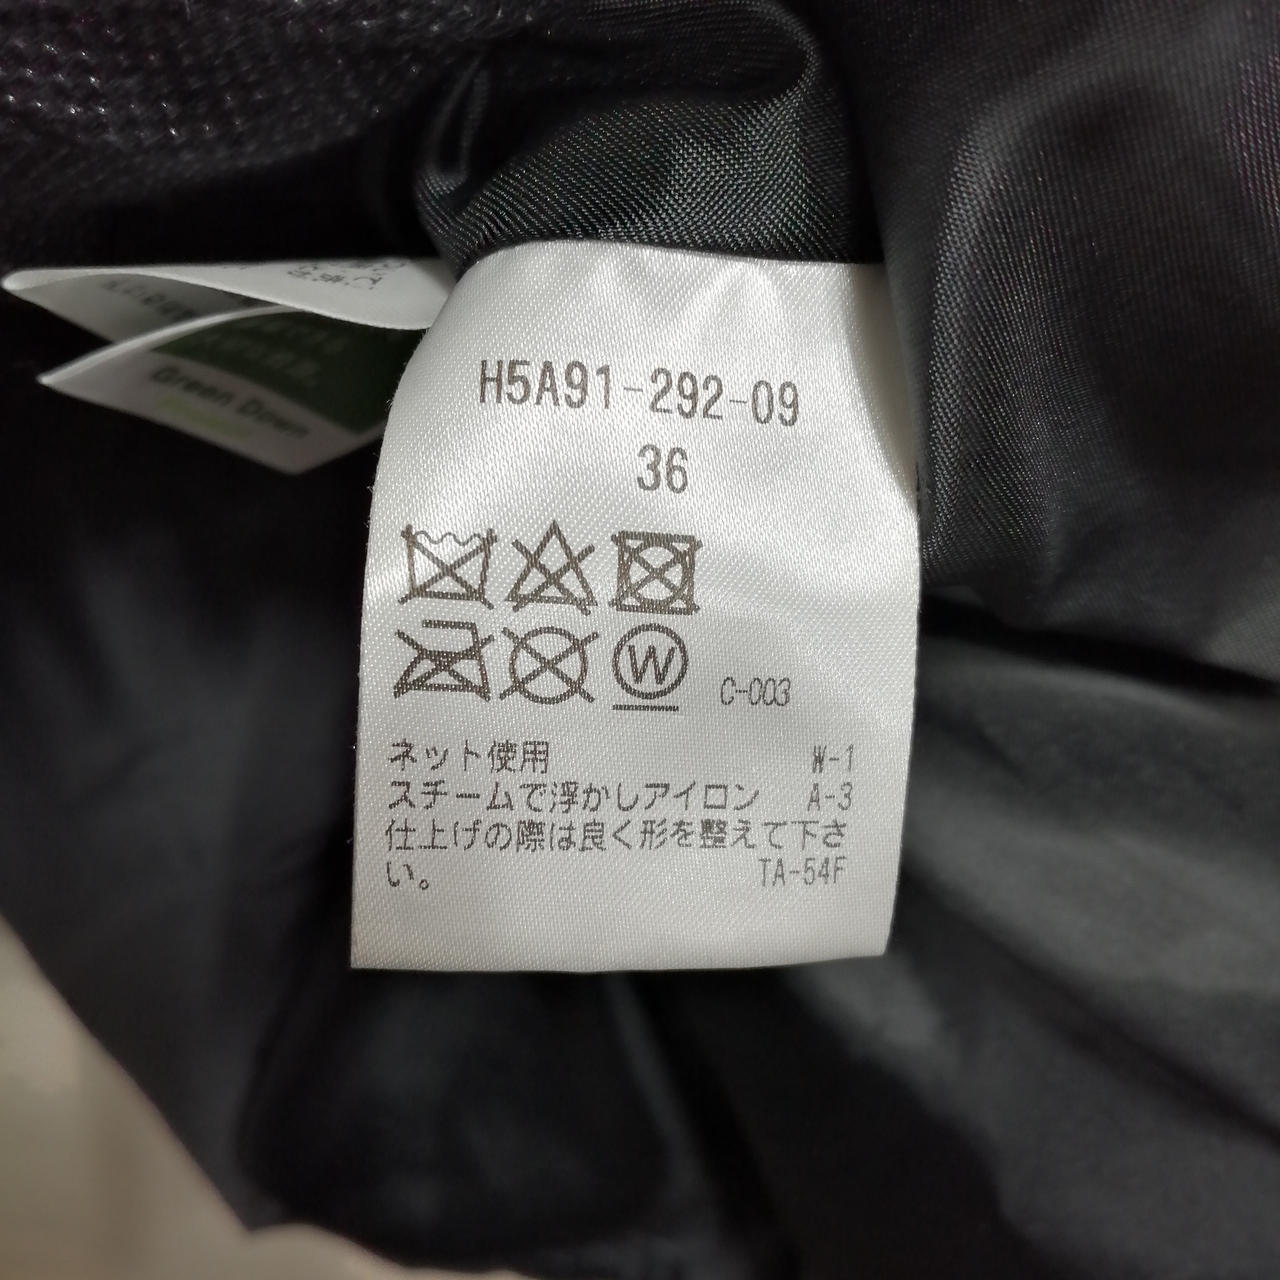 Green Down
H5A91-292-09
36
W
C-003
ネット使用 W-1
スチームで浮かしアイロン A-3
仕上げの際は良く形を整えて下さ
い。 TA-54F